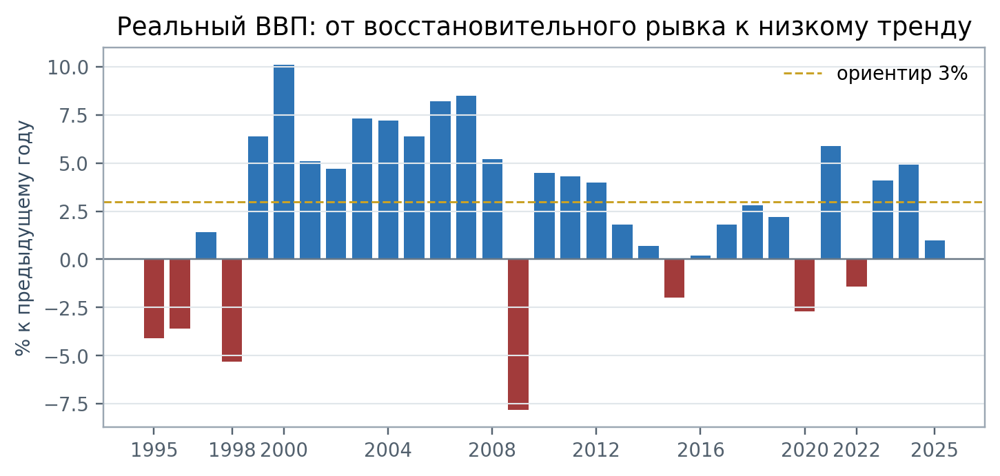 Реальный ВВП: от восстановительного рывка к низкому тренду
ориентир 3%
% к предыдущему году
10.0
7.5
5.0
2.5
0.0
−2.5
−5.0
−7.5
1995 1998 2000 2004 2008 2012 2016 2020 2022 2025